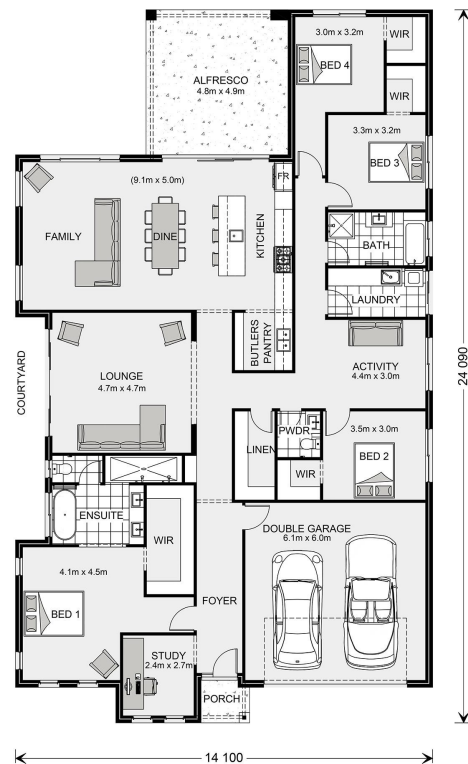 3.0m x 3.2m
WIR
BED 4
ALFRESCO
4.8m x 4.9m
WIR
3.3m x 3.2m
BED 3
(9.1m x 5.0m)
FR
FAMILY
DINE
KITCHEN
BATH
LAUNDRY
BUTLERS
PANTRY
COURTYARD
LOUNGE
4.7m x 4.7m
ACTIVITY
4.4m x 3.0m
24 090
PWDR
3.5m x 3.0m
LINEN
BED 2
WIR
ENSUITE
WIR
DOUBLE GARAGE
6.1m x 6.0m
4.1m x 4.5m
FOYER
BED 1
STUDY
2.4m x 2.7m
PORCH
14 100